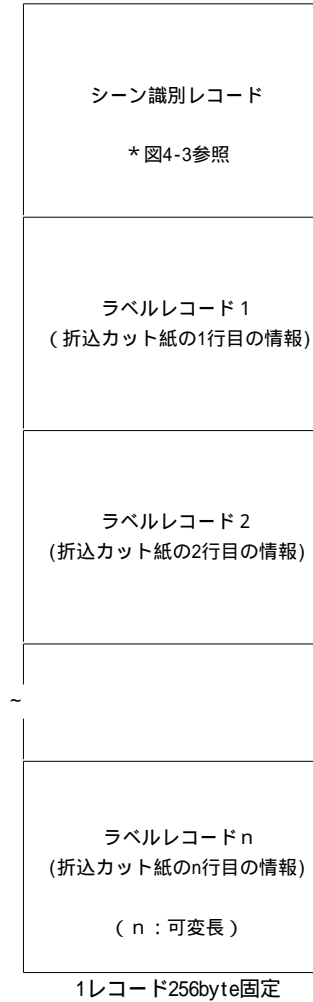 シーン識別レコード
*図4-3参照
ラベルレコード1
(折込カット紙の1行目の情報)
ラベルレコード2
(折込カット紙の2行目の情報)
~
ラベルレコードn
(折込カット紙のn行目の情報)
(n:可変長)
1レコード256byte固定